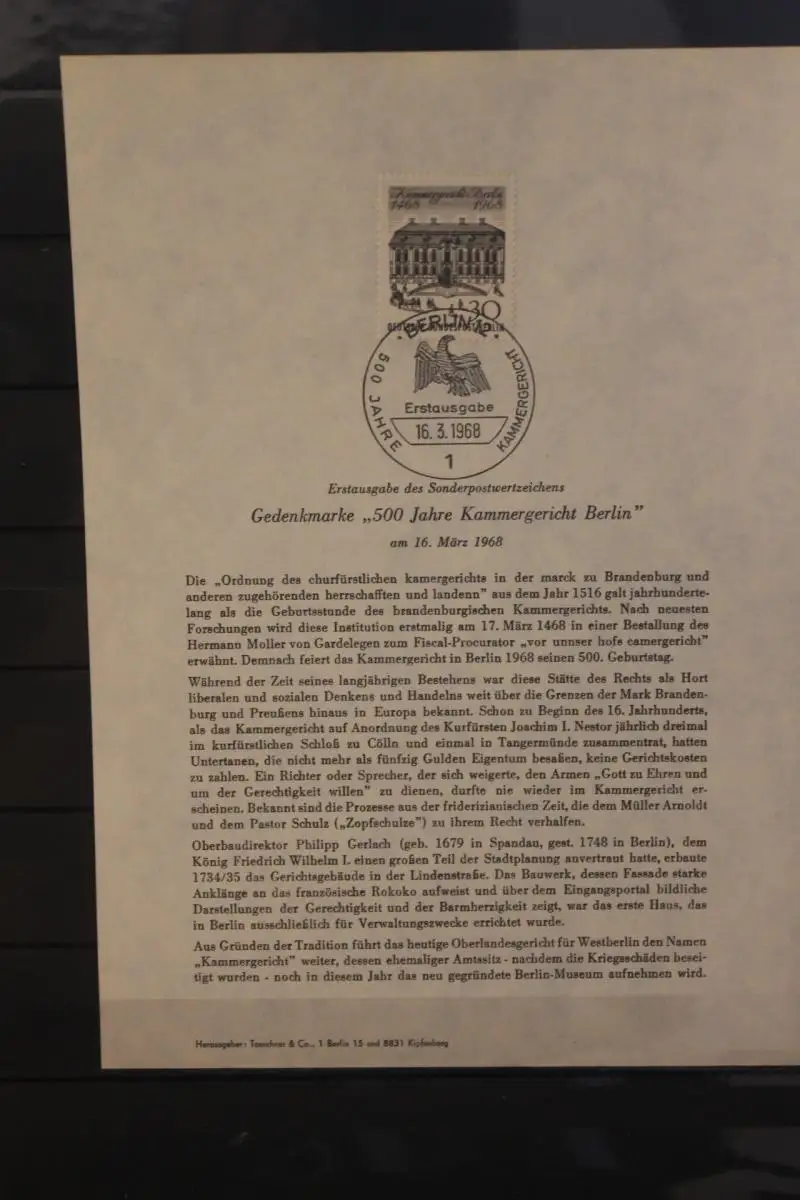 Kammergericht Berlin
1468 1968
30
DEUTSCHE BUNDESPOST BERLIN
BERLIN 12
500 JAHRE KAMMERGERICHT
Erstausgabe
16.3.1968
1
Erstausgabe des Sonderpostwertzeichens
Gedenkmarke „500 Jahre Kammergericht Berlin”
am 16. März 1968
Die „Ordnung des churfürstlichen kamergerichts in der marck zu Brandenburg und
anderen zugehörenden herrschafften und landenn” aus dem Jahr 1516 galt jahrhunderte-
lang als die Geburtsstunde des brandenburgischen Kammergerichts. Nach neuesten
Forschungen wird diese Institution erstmalig am 17. März 1468 in einer Bestallung des
Hermann Moller von Gardelegen zum Fiscal-Procurator „vor unnser hofs camergericht”
erwähnt. Demnach feiert das Kammergericht in Berlin 1968 seinen 500. Geburtstag.
Während der Zeit seines langjährigen Bestehens war diese Stätte des Rechts als Hort
liberalen und sozialen Denkens und Handelns weit über die Grenzen der Mark Branden-
burg und Preußens hinaus in Europa bekannt. Schon zu Beginn des 16. Jahrhunderts,
als das Kammergericht auf Anordnung des Kurfürsten Joachim I. Nestor jährlich dreimal
im kurfürstlichen Schloß zu Cölln und einmal in Tangermünde zusammentrat, hatten
Untertanen, die nicht mehr als fünfzig Gulden Eigentum besaßen, keine Gerichtskosten
zu zahlen. Ein Richter oder Sprecher, der sich weigerte, den Armen „Gott zu Ehren und
um der Gerechtigkeit willen” zu dienen, durfte nie wieder im Kammergericht er-
scheinen. Bekannt sind die Prozesse aus der friderizianischen Zeit, die dem Müller Arnoldt
und dem Pastor Schulz („Zopfschulze”) zu ihrem Recht verhalfen.
Oberbaudirektor Philipp Gerlach (geb. 1679 in Spandau, gest. 1748 in Berlin), dem
König Friedrich Wilhelm I. einen großen Teil der Stadtplanung anvertraut hatte, erbaute
1734/35 das Gerichtsgebäude in der Lindenstraße. Das Bauwerk, dessen Fassade starke
Anklänge an das französische Rokoko aufweist und über dem Eingangsportal bildliche
Darstellungen der Gerechtigkeit und der Barmherzigkeit zeigt, war das erste Haus, das
in Berlin ausschließlich für Verwaltungszwecke errichtet wurde.
Aus Gründen der Tradition führt das heutige Oberlandesgericht für Westberlin den Namen
„Kammergericht” weiter, dessen ehemaliger Amtssitz - nachdem die Kriegsschäden besei-
tigt wurden - noch in diesem Jahr das neu gegründete Berlin-Museum aufnehmen wird.
Herausgeber: Taeschner & Co., 1 Berlin 15 und 8831 Kipfenberg